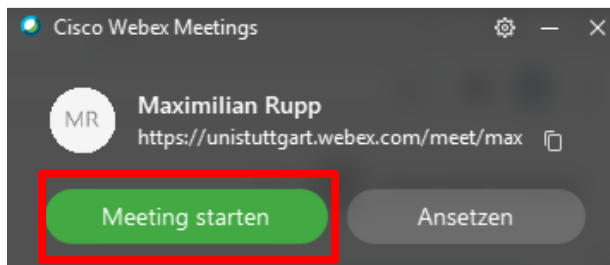 Cisco Webex Meetings
MR
Maximilian Rupp
https://unistuttgart.webex.com/meet/max
Meeting starten
Ansetzen